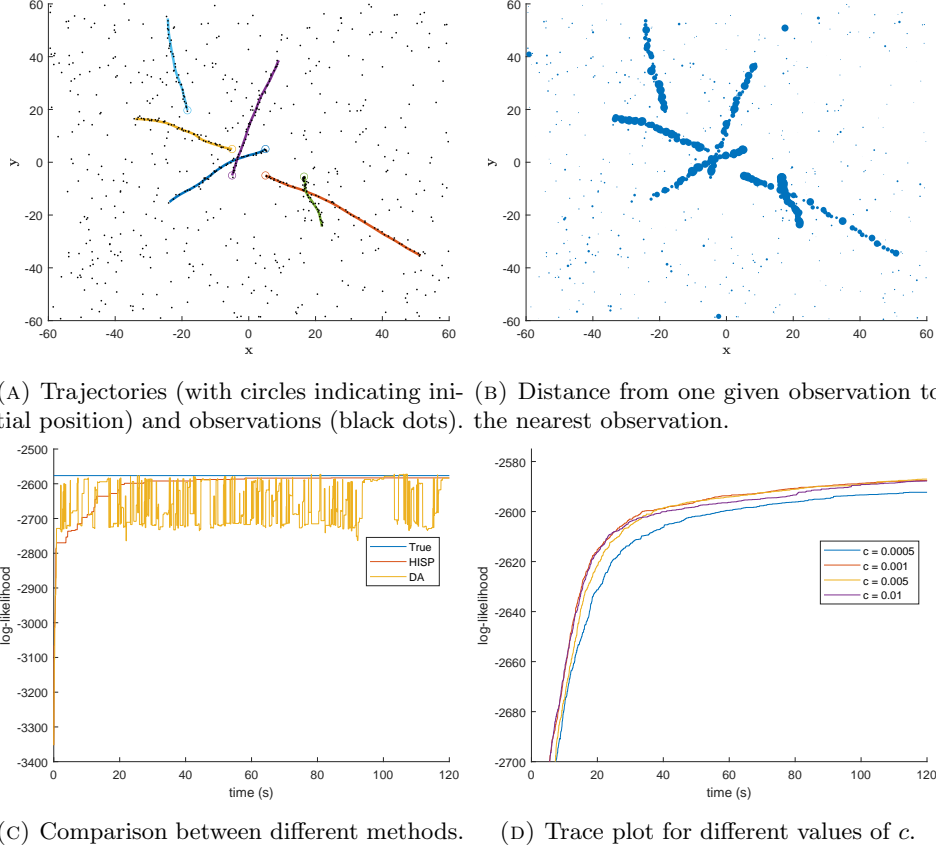 60
40
20
0
-20
-40
-60
y
-60
-40
-20
0
20
40
60
x
60
40
20
0
-20
-40
-60
y
-60
-40
-20
0
20
40
60
x
(A) Trajectories (with circles indicating ini-
tial position) and observations (black dots).
(B) Distance from one given observation to
the nearest observation.
-2500
-2600
-2700
-2800
-2900
-3000
-3100
-3200
-3300
-3400
log-likelihood
True
HISP
DA
0
20
40
60
80
100
120
time (s)
-2580
-2600
-2620
-2640
-2660
-2680
-2700
log-likelihood
c = 0.0005
c = 0.001
c = 0.005
c = 0.01
0
20
40
60
80
100
120
time (s)
(C) Comparison between different methods.
(D) Trace plot for different values of c.